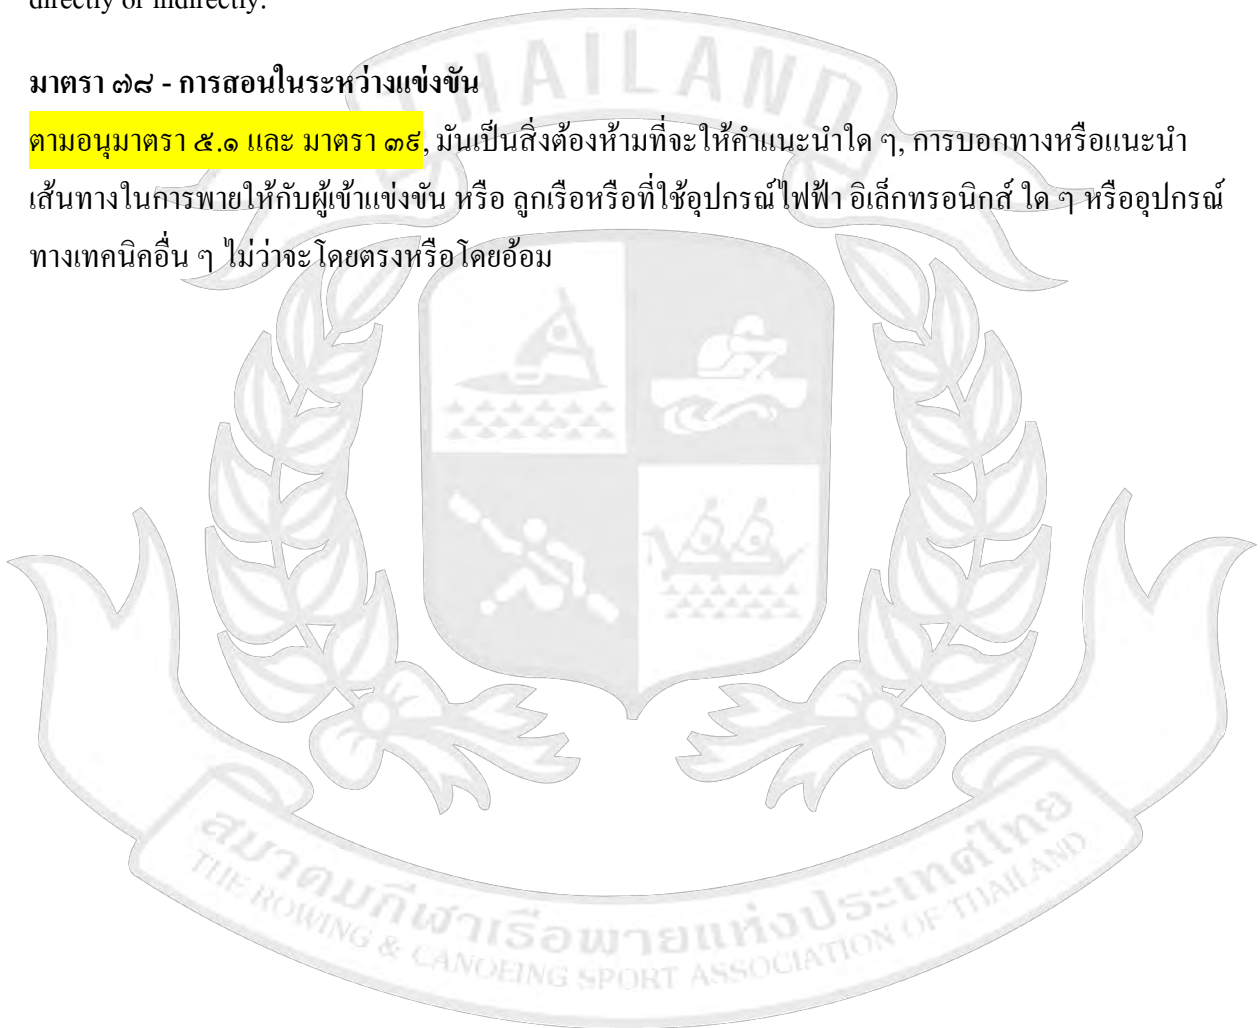 directly or indirectly.
มาตรา ๗๘ - การสอนในระหว่างแข่งขัน
ตามอนุมาตรา ๕.๑ และ มาตรา ๓๙, มันเป็นสิ่งต้องห้ามที่จะให้คำแนะนำใด ๆ, การบอกทางหรือแนะนำ
เส้นทางในการพายให้กับผู้เข้าแข่งขัน หรือ ลูกเรือหรือที่ใช้อุปกรณ์ไฟฟ้า อิเล็กทรอนิกส์ ใด ๆ หรืออุปกรณ์
ทางเทคนิคอื่น ๆ ไม่ว่าจะโดยตรงหรือโดยอ้อม
THAILAND
สมาคมกีฬาเรือพายแห่งประเทศไทย
THE ROWING & CANOEING SPORT ASSOCIATION OF THAILAND